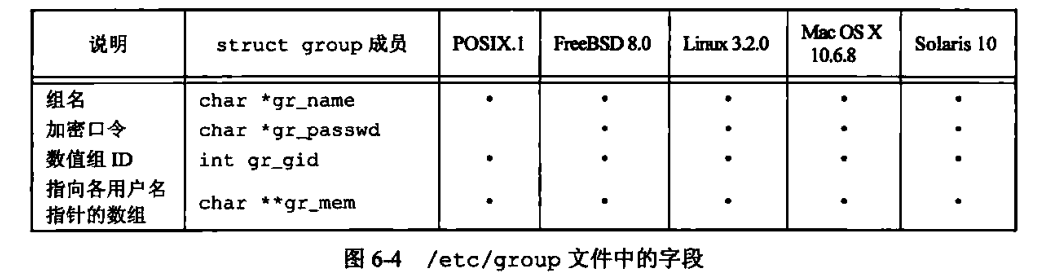 说明 struct group 成员 POSIX.1 FreeBSD 8.0 Linux 3.2.0 Mac OS X 10.6.8 Solaris 10
组名 char *gr_name • • • • •
加密口令 char *gr_passwd • • • •
数值组 ID int gr_gid • • • • •
指向各用户名指针的数组 char **gr_mem • • • • •
图 6-4 /etc/group 文件中的字段